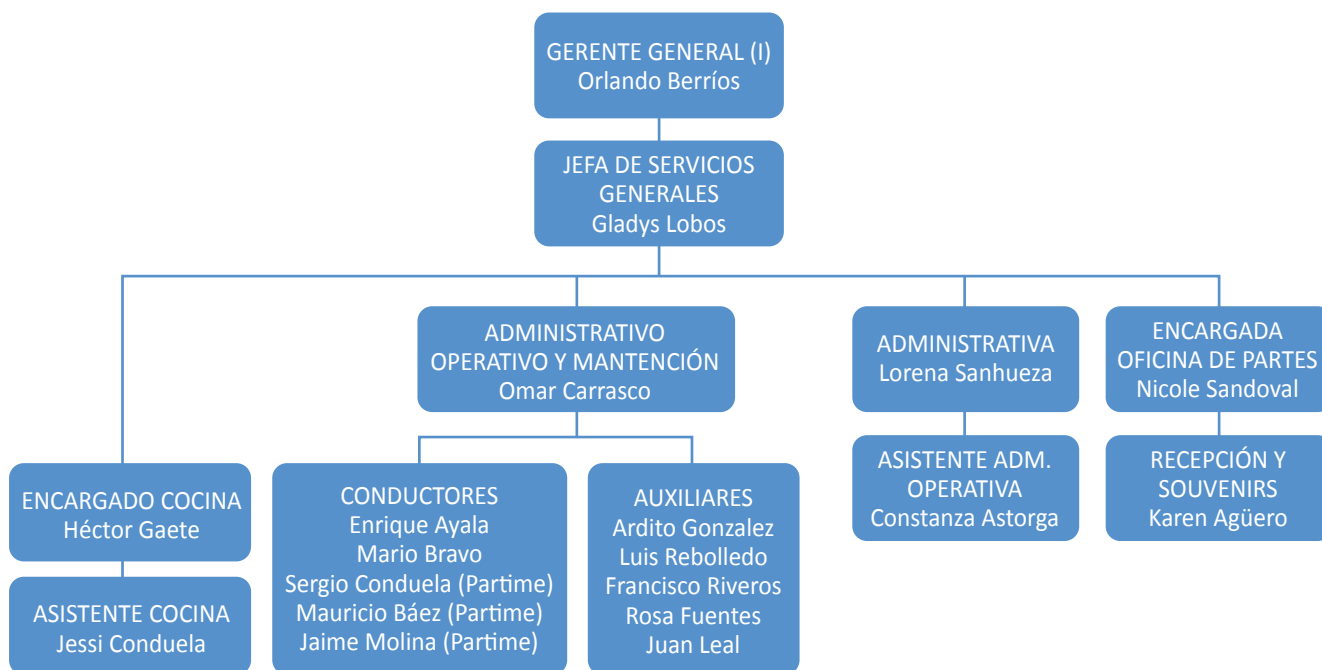 GERENTE GENERAL (I)
Orlando Berríos
JEFA DE SERVICIOS
GENERALES
Gladys Lobos
ADMINISTRATIVO
OPERATIVO Y MANTENCIÓN
Omar Carrasco
ADMINISTRATIVA
Lorena Sanhueza
ENCARGADA
OFICINA DE PARTES
Nicole Sandoval
ENCARGADO COCINA
Héctor Gaete
ASISTENTE COCINA
Jessi Conduela
CONDUCTORES
Enrique Ayala
Mario Bravo
Sergio Conduela (Partime)
Mauricio Báez (Partime)
Jaime Molina (Partime)
AUXILIARES
Ardito Gonzalez
Luis Rebolledo
Francisco Riveros
Rosa Fuentes
Juan Leal
ASISTENTE ADM.
OPERATIVA
Constanza Astorga
RECEPCIÓN Y
SOUVENIRS
Karen Agüero